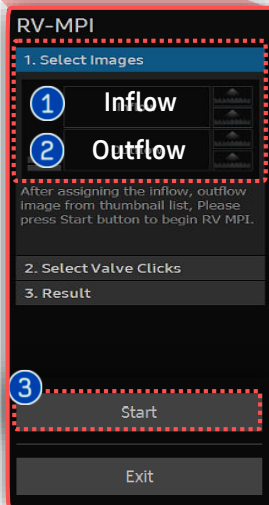 RV-MPI
1. Select Images
1 Inflow
2 Outflow
After assigning the inflow, outflow
image from thumbnail list, Please
press Start button to begin RV MPI.
2. Select Valve Clicks
3. Result
3
Start
Exit